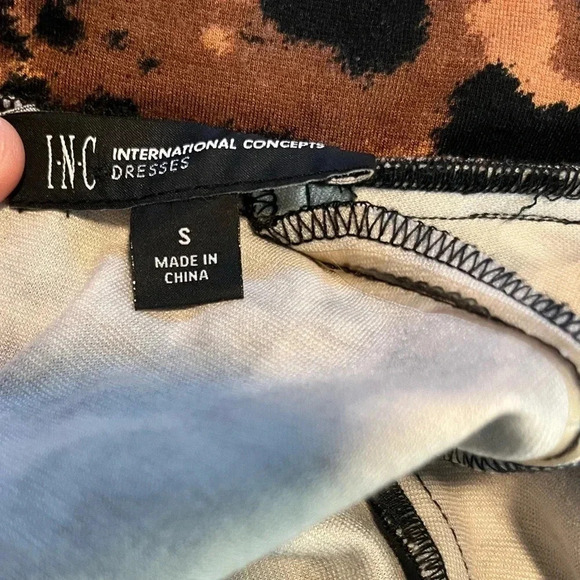 I·N·C INTERNATIONAL CONCEPTS
DRESSES
S
MADE IN
CHINA